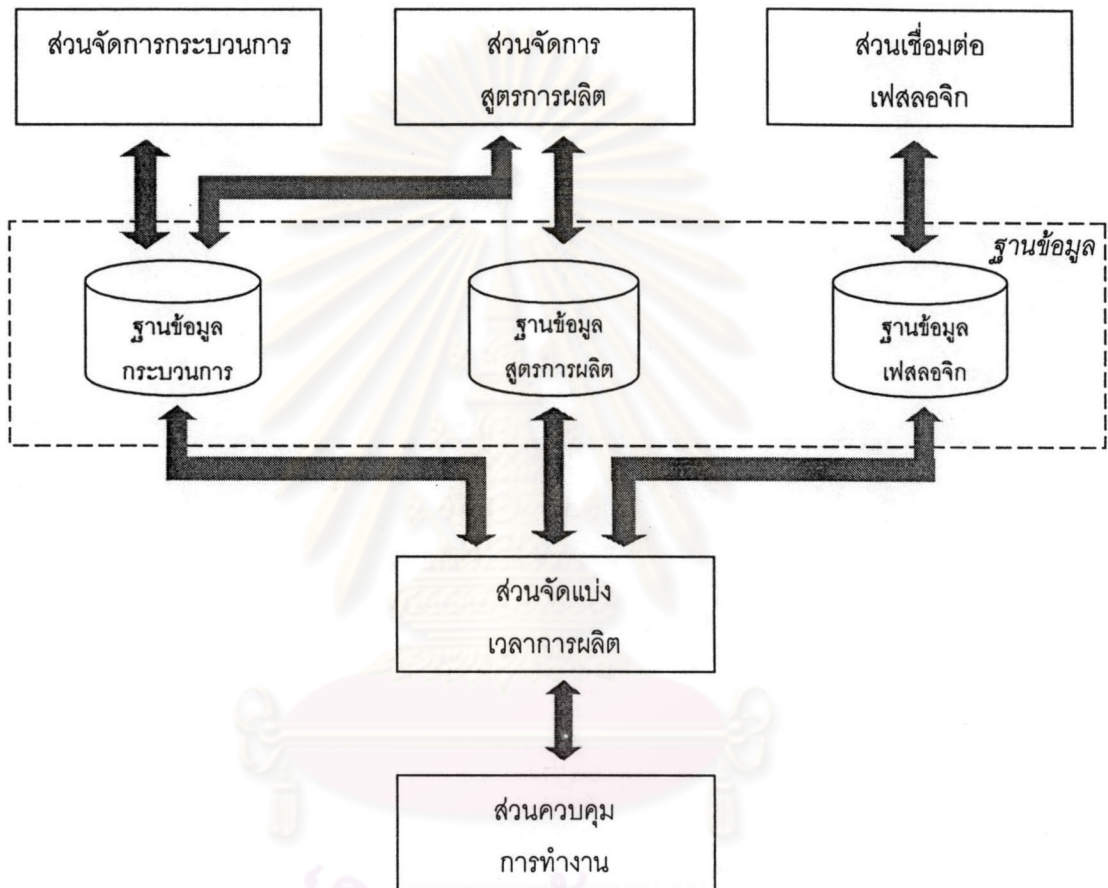 ส่วนจัดการกระบวนการ
ส่วนจัดการ
สูตรการผลิต
ส่วนเชื่อมต่อ
เฟสลอจิก
ฐานข้อมูล
ฐานข้อมูล
กระบวนการ
ฐานข้อมูล
สูตรการผลิต
ฐานข้อมูล
เฟสลอจิก
ส่วนจัดแบ่ง
เวลาการผลิต
ส่วนควบคุม
การทำงาน